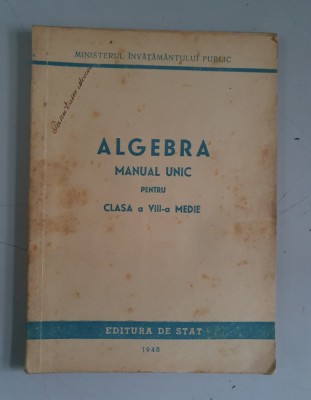 MINISTERUL ÎNVĂȚĂMÂNTULUI PUBLIC
ALGEBRA
MANUAL UNIC
PENTRU
CLASA a VIII-a MEDIE
EDITURA DE STAT
1948